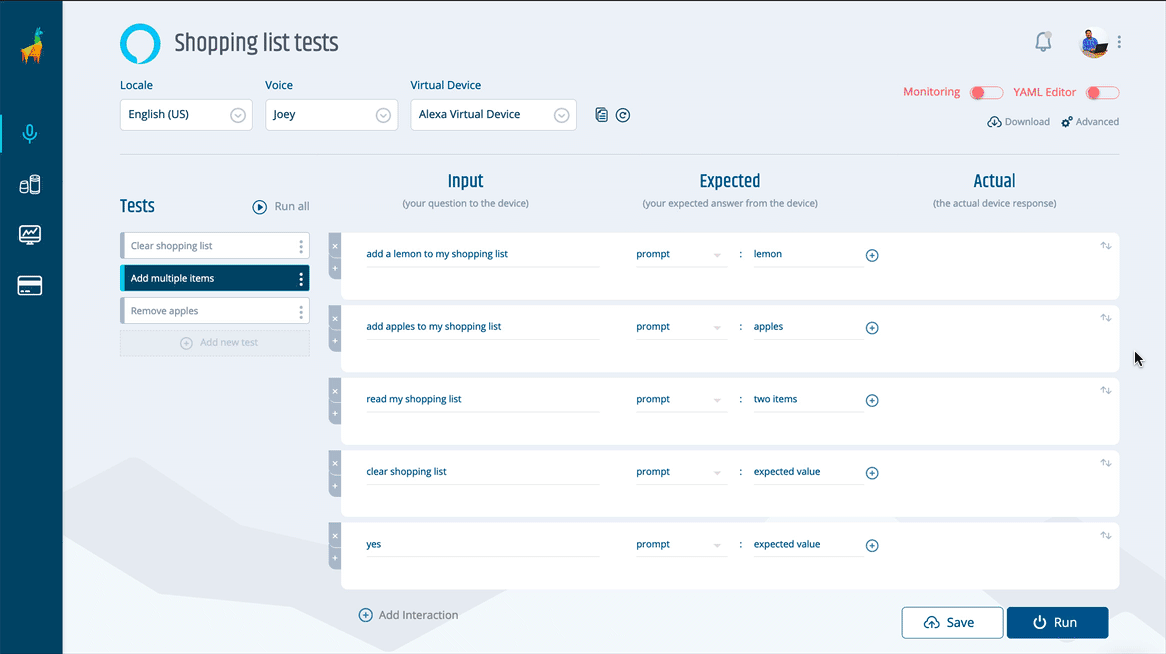 Shopping list tests
Locale
Voice
Virtual Device
English (US)
Joey
Alexa Virtual Device
Monitoring
YAML Editor
Download
Advanced
Tests
Run all
Clear shopping list
Add multiple items
Remove apples
Add new test
Input
(your question to the device)
Expected
(your expected answer from the device)
Actual
(the actual device response)
add a lemon to my shopping list
prompt : lemon
add apples to my shopping list
prompt : apples
read my shopping list
prompt : two items
clear shopping list
prompt : expected value
yes
prompt : expected value
Add Interaction
Save
Run